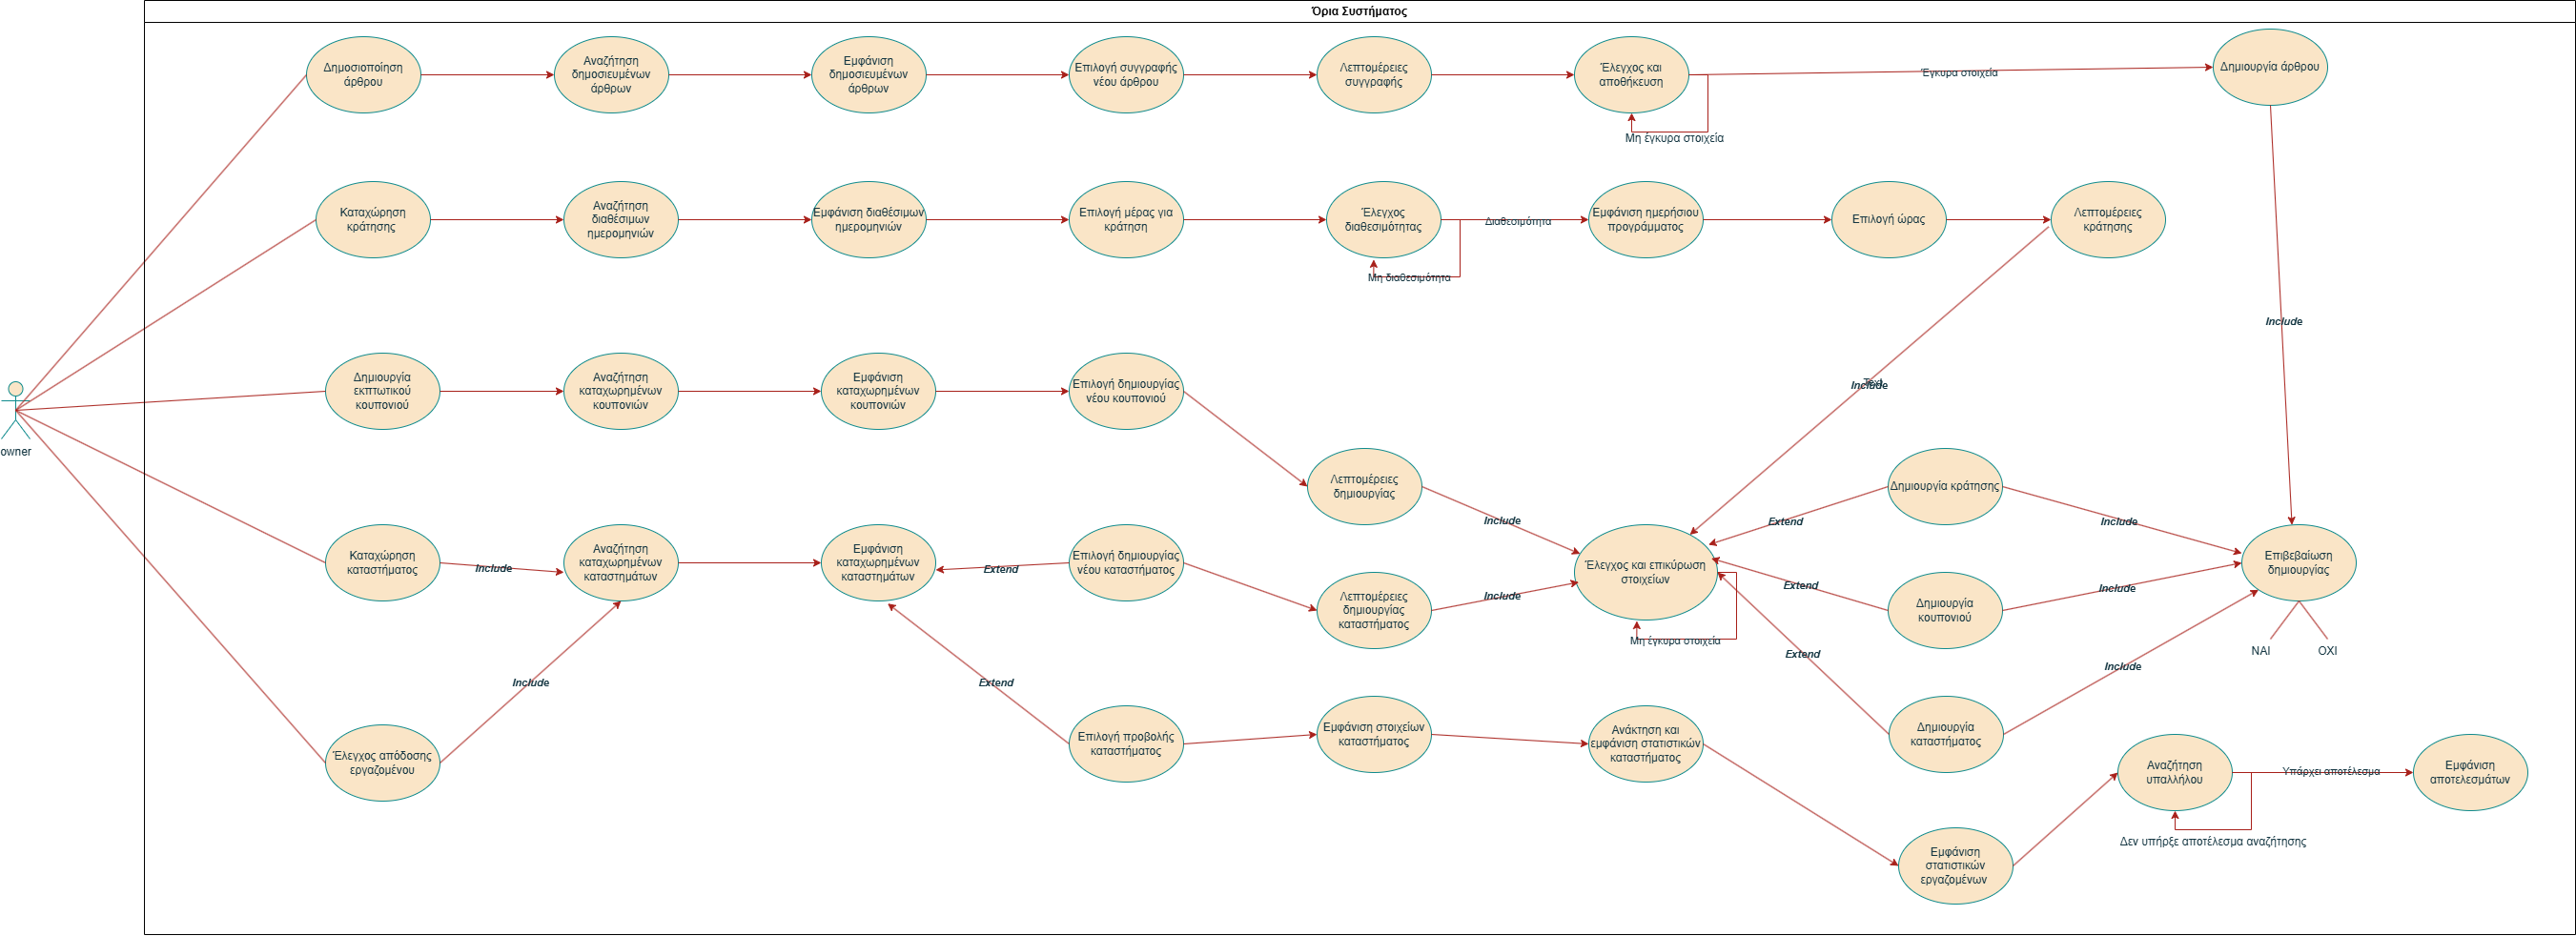 Όρια Συστήματος
Δημοσιοποίηση
άρθρου
Αναζήτηση
δημοσιευμένων
άρθρων
Εμφάνιση
δημοσιευμένων
άρθρων
Επιλογή συγγραφής
νέου άρθρου
Λεπτομέρειες
συγγραφής
Έλεγχος και
αποθήκευση
Έγκυρα στοιχεία
Μη έγκυρα στοιχεία
Δημιουργία άρθρου
Καταχώρηση
κράτησης
Αναζήτηση
διαθέσιμων
ημερομηνιών
Εμφάνιση διαθέσιμων
ημερομηνιών
Επιλογή μέρας για
κράτηση
Έλεγχος
διαθεσιμότητας
Διαθεσιμότητα
Μη διαθεσιμότητα
Εμφάνιση ημερήσιου
προγράμματος
Επιλογή ώρας
Λεπτομέρειες
κράτησης
Include
Text
Include
owner
Δημιουργία
εκπτωτικού
κουπονιού
Αναζήτηση
καταχωρημένων
κουπονιών
Εμφάνιση
καταχωρημένων
κουπονιών
Επιλογή δημιουργίας
νέου κουπονιού
Λεπτομέρειες
δημιουργίας
Include
Δημιουργία κράτησης
Extend
Include
Καταχώρηση
καταστήματος
Include
Αναζήτηση
καταχωρημένων
καταστημάτων
Εμφάνιση
καταχωρημένων
καταστημάτων
Extend
Επιλογή δημιουργίας
νέου καταστήματος
Λεπτομέρειες
δημιουργίας
καταστήματος
Include
Έλεγχος και επικύρωση
στοιχείων
Μη έγκυρα στοιχεία
Extend
Δημιουργία
κουπονιού
Include
Επιβεβαίωση
δημιουργίας
ΝΑΙ
ΟΧΙ
Extend
Include
Έλεγχος απόδοσης
εργαζομένου
Include
Extend
Επιλογή προβολής
καταστήματος
Εμφάνιση στοιχείων
καταστήματος
Ανάκτηση και
εμφάνιση στατιστικών
καταστήματος
Δημιουργία
καταστήματος
Αναζήτηση
υπαλλήλου
Υπάρχει αποτέλεσμα
Δεν υπήρξε αποτέλεσμα αναζήτησης
Εμφάνιση
αποτελεσμάτων
Εμφάνιση
στατιστικών
εργαζομένων